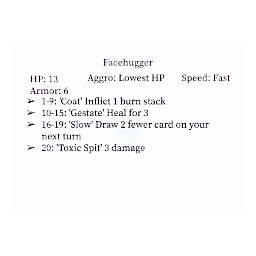 Facehugger
HP: 13 Aggro: Lowest HP Speed: Fast
Armor: 6
➢ 1-9: 'Coat' Inflict 1 burn stack
➢ 10-15: 'Gestate' Heal for 3
➢ 16-19: 'Slow' Draw 2 fewer card on your
next turn
➢ 20: 'Toxic Spit' 3 damage